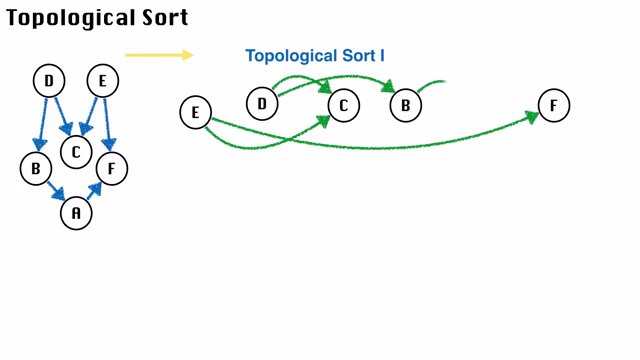 Topological Sort
Topological Sort I
D E
E D C B F
C
B F
A